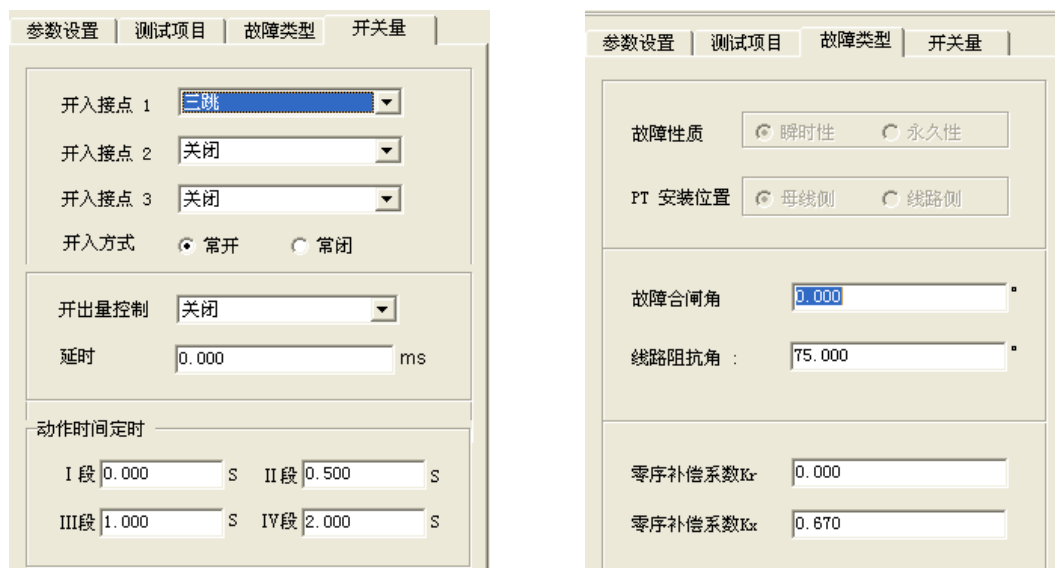 参数设置 测试项目 故障类型 开关量
开入接点 1 三跳
开入接点 2 关闭
开入接点 3 关闭
开入方式 常开 常闭
开出量控制 关闭
延时 0.000 ms
动作时间定时
I 段 0.000 S II段 0.500 S
III段 1.000 S IV段 2.000 S
参数设置 测试项目 故障类型 开关量
故障性质 瞬时性 永久性
PT 安装位置 母线侧 线路侧
故障合闸角 0.000 °
线路阻抗角 : 75.000 °
零序补偿系数Kr 0.000
零序补偿系数Kx 0.670